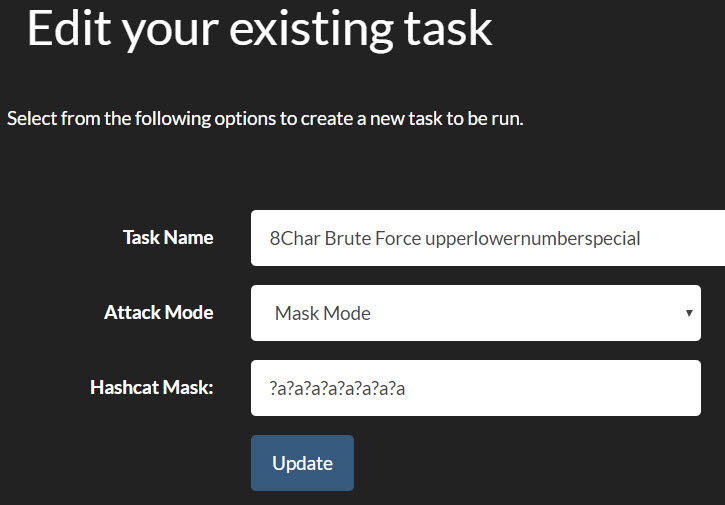 Edit your existing task
Select from the following options to create a new task to be run.
Task Name
8Char Brute Force upperlowernumberspecial
Attack Mode
Mask Mode
Hashcat Mask:
?a?a?a?a?a?a?a?a
Update